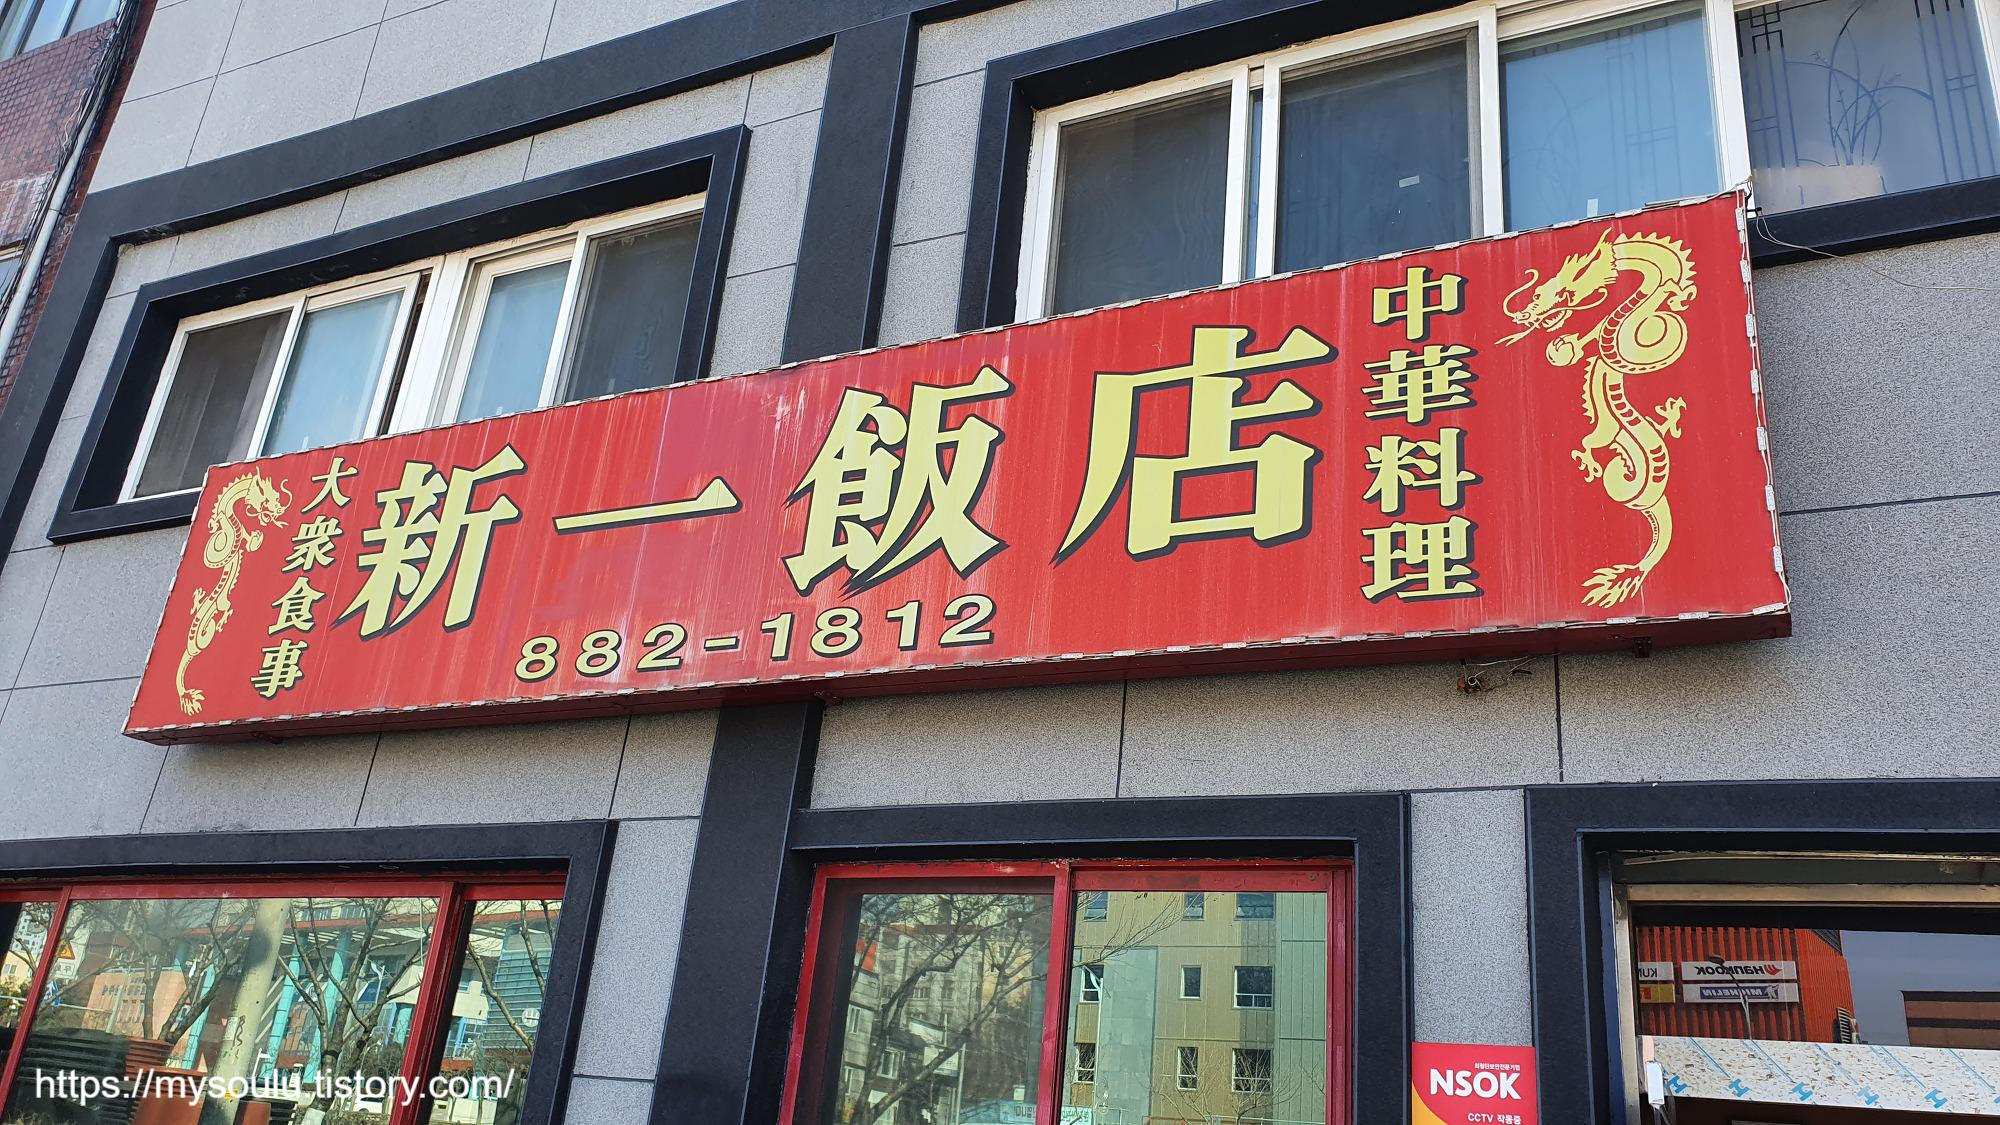 大衆食事
新一飯店
中華料理
882-1812
HANKOOK
MICHELIN
NSOK
CCTV 작동중
https://mysoulu.tistory.com/